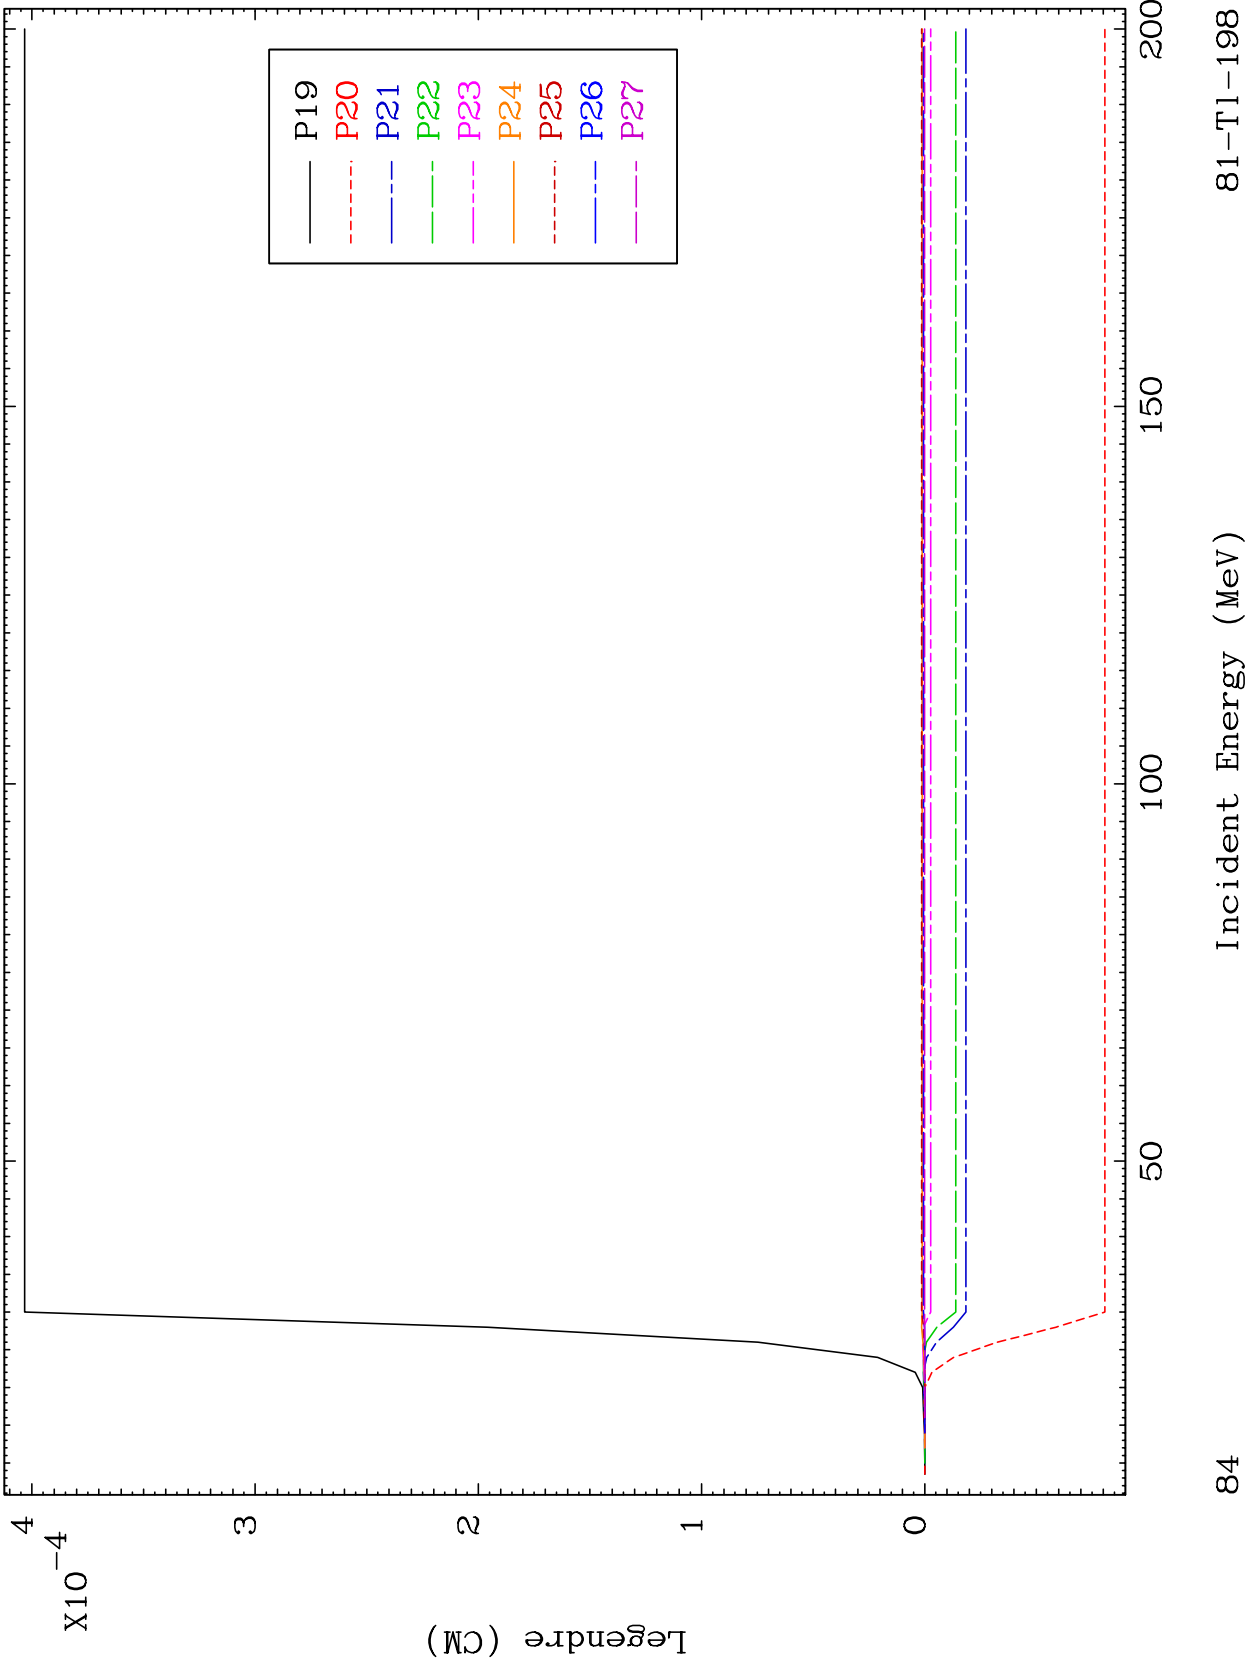 X10-4
4
3
2
1
0
Legendre (CM)
P19
P20
P21
P22
P23
P24
P25
P26
P27
50
100
150
200
84
Incident Energy (MeV)
81-Tl-198